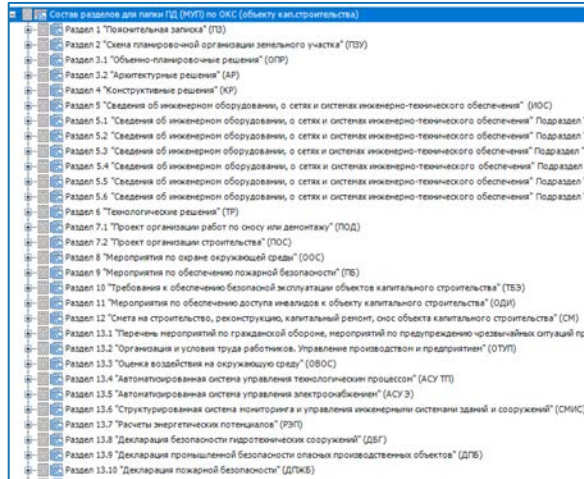 Состав разделов для папки ПД (МУП) по ОКС (объекту кап.строительства)
Раздел 1 "Пояснительная записка" (ПЗ)
Раздел 2 "Схема планировочной организации земельного участка" (ПЗУ)
Раздел 3.1 "Объемно-планировочные решения" (ОПР)
Раздел 3.2 "Архитектурные решения" (АР)
Раздел 4 "Конструктивные решения" (КР)
Раздел 5 "Сведения об инженерном оборудовании, о сетях и системах инженерно-технического обеспечения" (ИОС)
Раздел 5.1 "Сведения об инженерном оборудовании, о сетях и системах инженерно-технического обеспечения" Подраздел "
Раздел 5.2 "Сведения об инженерном оборудовании, о сетях и системах инженерно-технического обеспечения" Подраздел "
Раздел 5.3 "Сведения об инженерном оборудовании, о сетях и системах инженерно-технического обеспечения" Подраздел "
Раздел 5.4 "Сведения об инженерном оборудовании, о сетях и системах инженерно-технического обеспечения" Подраздел
Раздел 5.5 "Сведения об инженерном оборудовании, о сетях и системах инженерно-технического обеспечения" Подраздел "
Раздел 5.6 "Сведения об инженерном оборудовании, о сетях и системах инженерно-технического обеспечения" Подраздел "
Раздел 6 "Технологические решения" (ТР)
Раздел 7.1 "Проект организации работ по сносу или демонтажу" (ПОД)
Раздел 7.2 "Проект организации строительства" (ПОС)
Раздел 8 "Мероприятия по охране окружающей среды" (ООС)
Раздел 9 "Мероприятия по обеспечению пожарной безопасности" (ПБ)
Раздел 10 "Требования к обеспечению безопасной эксплуатации объектов капитального строительства" (ТБЭ)
Раздел 11 "Мероприятия по обеспечению доступа инвалидов к объекту капитального строительства" (ОДИ)
Раздел 12 "Смета на строительство, реконструкцию, капитальный ремонт, снос объекта капитального строительства" (СМ)
Раздел 13.1 "Перечень мероприятий по гражданской обороне, мероприятий по предупреждению чрезвычайных ситуаций пр
Раздел 13.2 "Организация и условия труда работников. Управление производством и предприятием" (ОТУП)
Раздел 13.3 "Оценка воздействия на окружающую среду" (ОВОС)
Раздел 13.4 "Автоматизированная система управления технологическим процессом" (АСУ ТП)
Раздел 13.5 "Автоматизированная система управления электроснабжением" (АСУ Э)
Раздел 13.6 "Структурированная система мониторинга и управления инженерными системами зданий и сооружений" (СМИС)
Раздел 13.7 "Расчеты энергетических потенциалов" (РЭП)
Раздел 13.8 "Декларация безопасности гидротехнических сооружений" (ДБГ)
Раздел 13.9 "Декларация промышленной безопасности опасных производственных объектов" (ДПБ)
Раздел 13.10 "Декларация пожарной безопасности" (ДПЖБ)